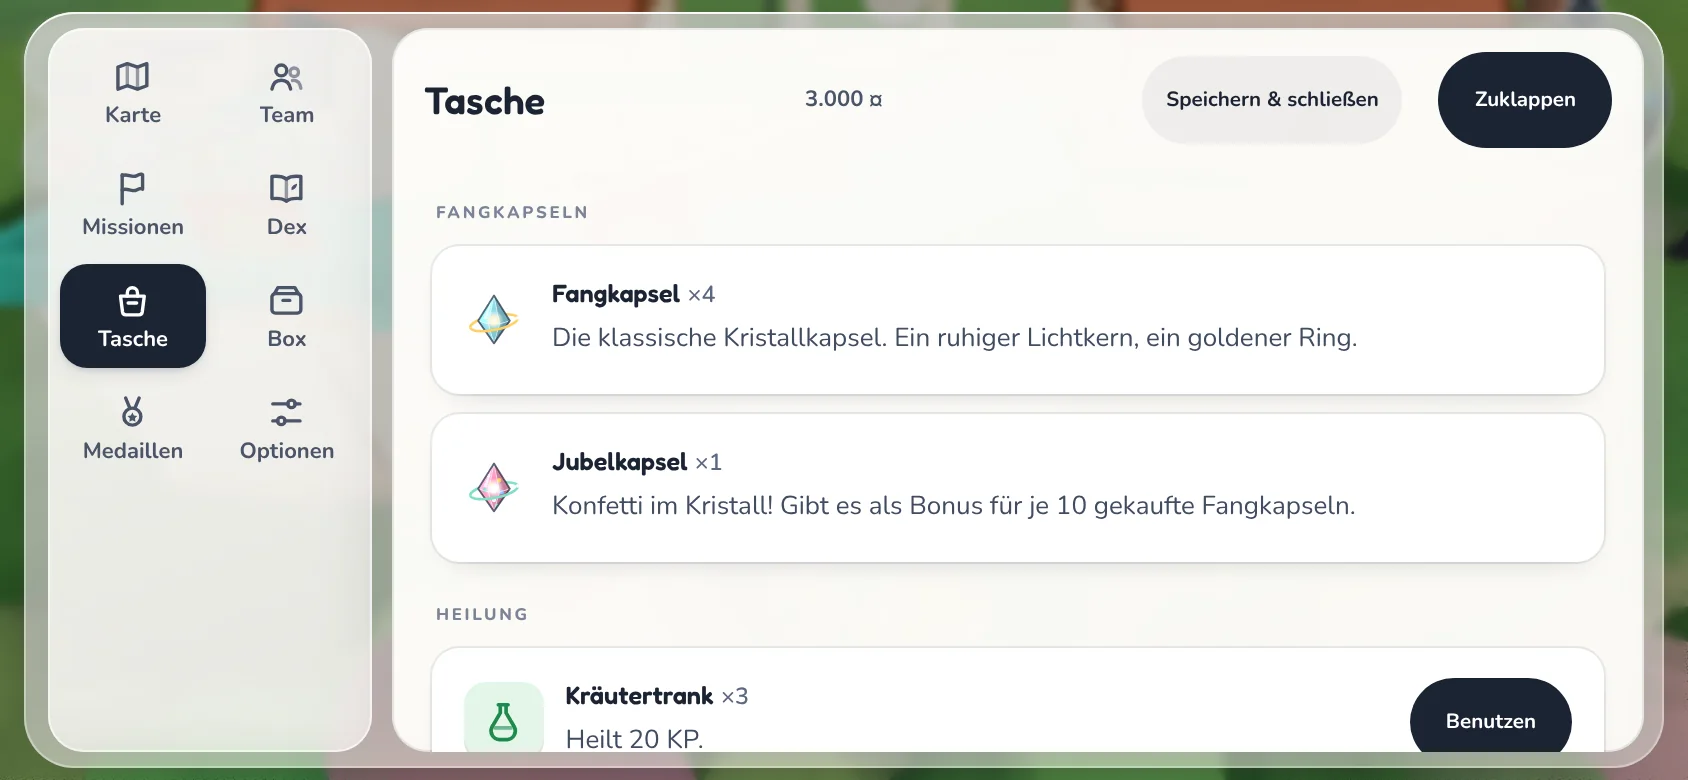 Karte
Team
Missionen
Dex
Tasche
Box
Medaillen
Optionen
Tasche
3.000 ¤
Speichern & schließen
Zuklappen
FANGKAPSELN
Fangkapsel ×4
Die klassische Kristallkapsel. Ein ruhiger Lichtkern, ein goldener Ring.
Jubelkapsel ×1
Konfetti im Kristall! Gibt es als Bonus für je 10 gekaufte Fangkapseln.
HEILUNG
Kräutertrank ×3
Heilt 20 KP.
Benutzen